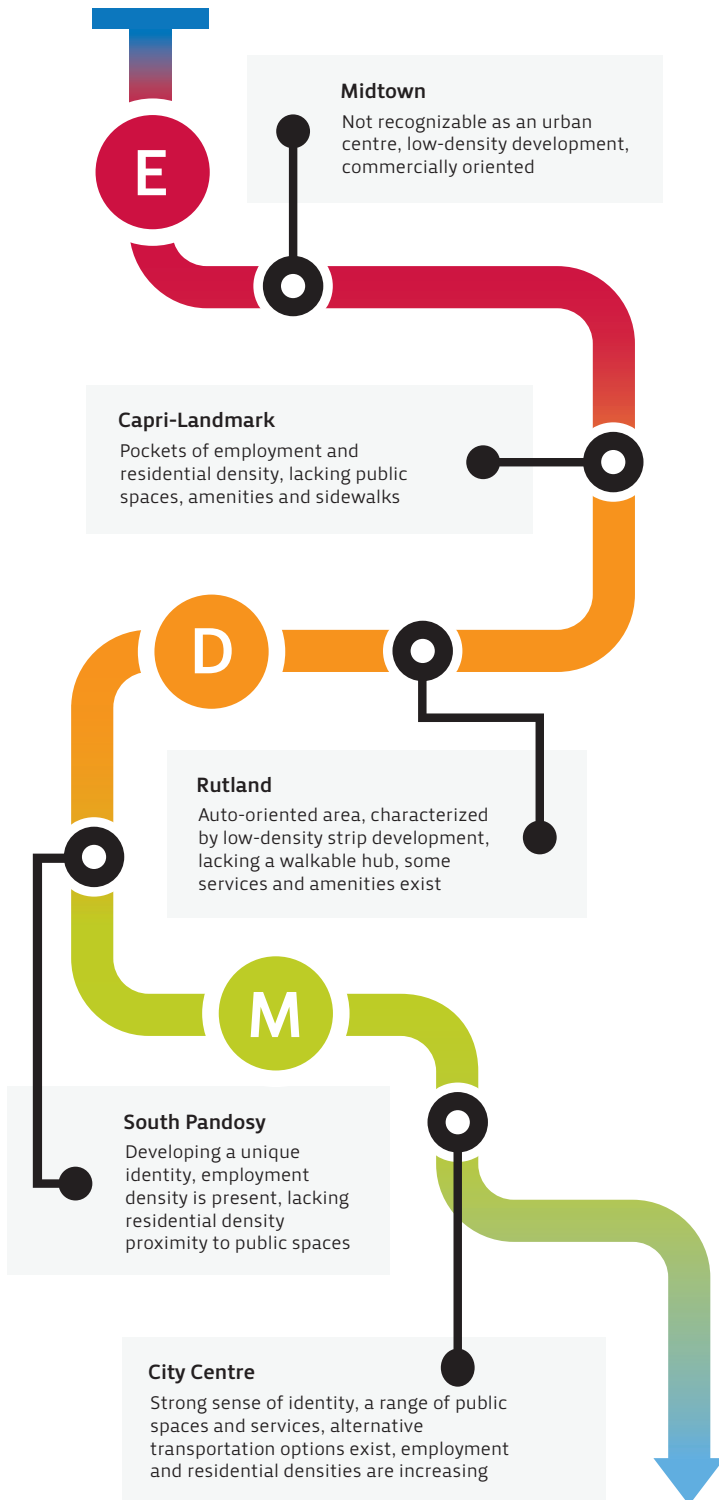 Midtown
Not recognizable as an urban
centre, low-density development,
commercially oriented
E
Capri-Landmark
Pockets of employment and
residential density, lacking public
spaces, amenities and sidewalks
D
Rutland
Auto-oriented area, characterized
by low-density strip development,
lacking a walkable hub, some
services and amenities exist
M
South Pandosy
Developing a unique
identity, employment
density is present, lacking
residential density
proximity to public spaces
City Centre
Strong sense of identity, a range of public
spaces and services, alternative
transportation options exist, employment
and residential densities are increasing